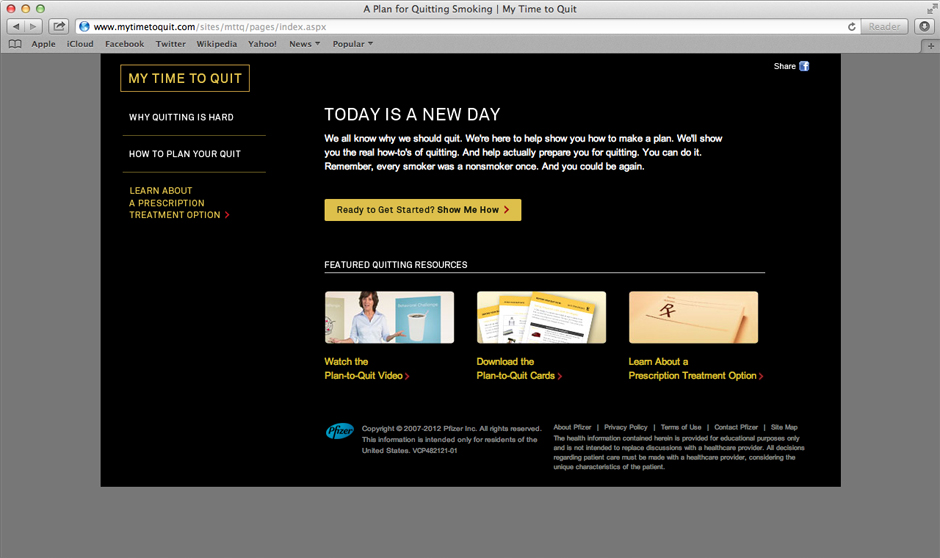 A Plan for Quitting Smoking | My Time to Quit
www.mytimetoquit.com/sites/mttq/pages/index.aspx
Reader
Apple iCloud Facebook Twitter Wikipedia Yahoo! News Popular
MY TIME TO QUIT
Share
WHY QUITTING IS HARD
HOW TO PLAN YOUR QUIT
LEARN ABOUT
A PRESCRIPTION
TREATMENT OPTION
TODAY IS A NEW DAY
We all know why we should quit. We're here to help show you how to make a plan. We'll show
you the real how-to's of quitting. And help actually prepare you for quitting. You can do it.
Remember, every smoker was a nonsmoker once. And you could be again.
Ready to Get Started? Show Me How
FEATURED QUITTING RESOURCES
Watch the
Plan-to-Quit Video
Download the
Plan-to-Quit Cards
Learn About a
Prescription Treatment Option
Pfizer
Copyright © 2007-2012 Pfizer Inc. All rights reserved.
This information is intended only for residents of the
United States. VCP482121-01
About Pfizer | Privacy Policy | Terms of Use | Contact Pfizer | Site Map
The health information contained herein is provided for educational purposes only
and is not intended to replace discussions with a healthcare provider. All decisions
regarding patient care must be made with a healthcare provider, considering the
unique characteristics of the patient.